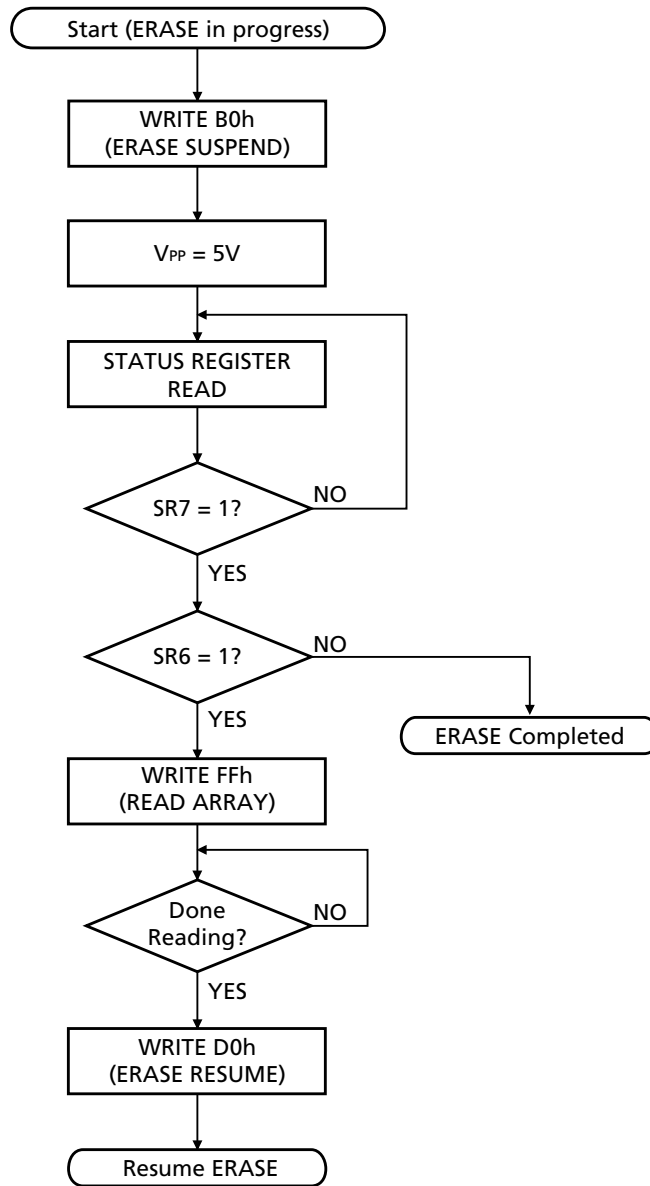 Start (ERASE in progress)
WRITE B0h
(ERASE SUSPEND)
VPP = 5V
STATUS REGISTER
READ
SR7 = 1?
NO
YES
SR6 = 1?
NO
YES
ERASE Completed
WRITE FFh
(READ ARRAY)
Done
Reading?
NO
YES
WRITE D0h
(ERASE RESUME)
Resume ERASE